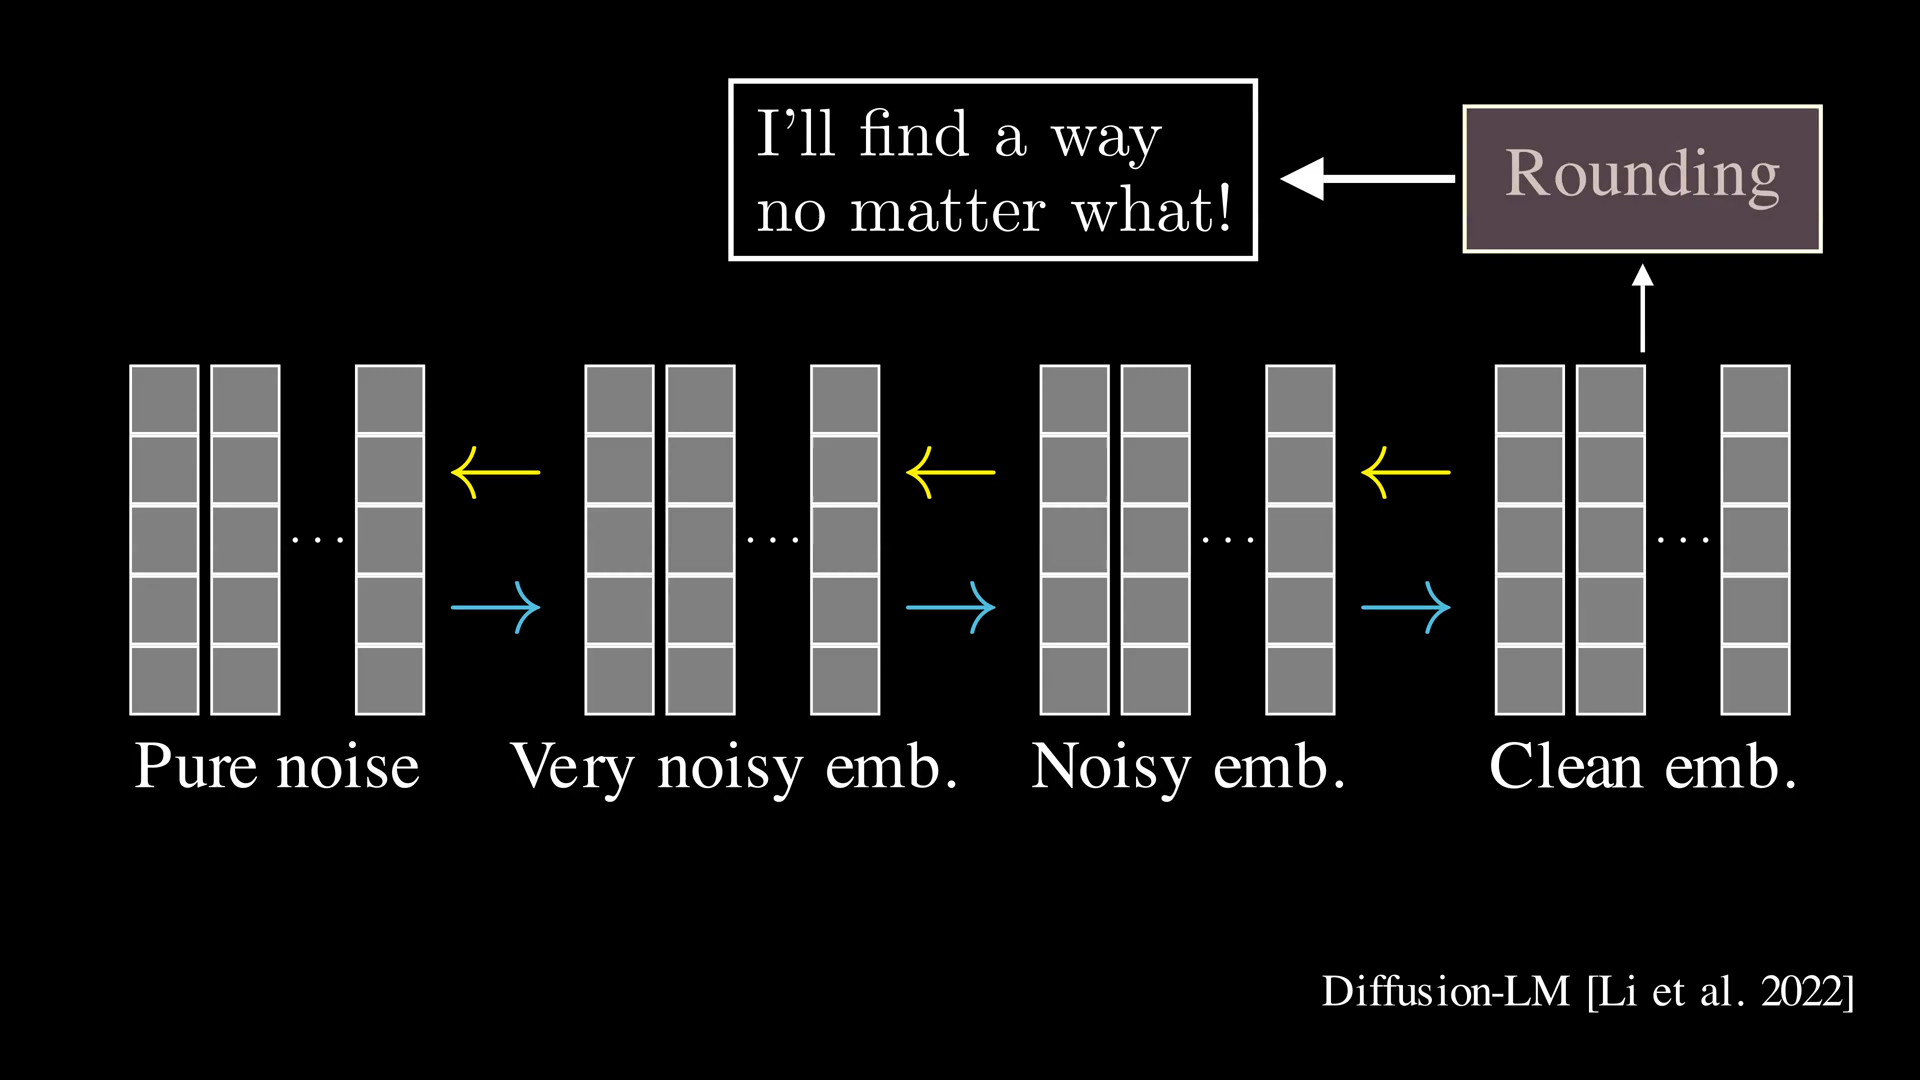 I’ll find a way
no matter what!
Rounding
. . .
. . .
. . .
. . .
Pure noise
Very noisy emb.
Noisy emb.
Clean emb.
Diffusion-LM [Li et al. 2022]